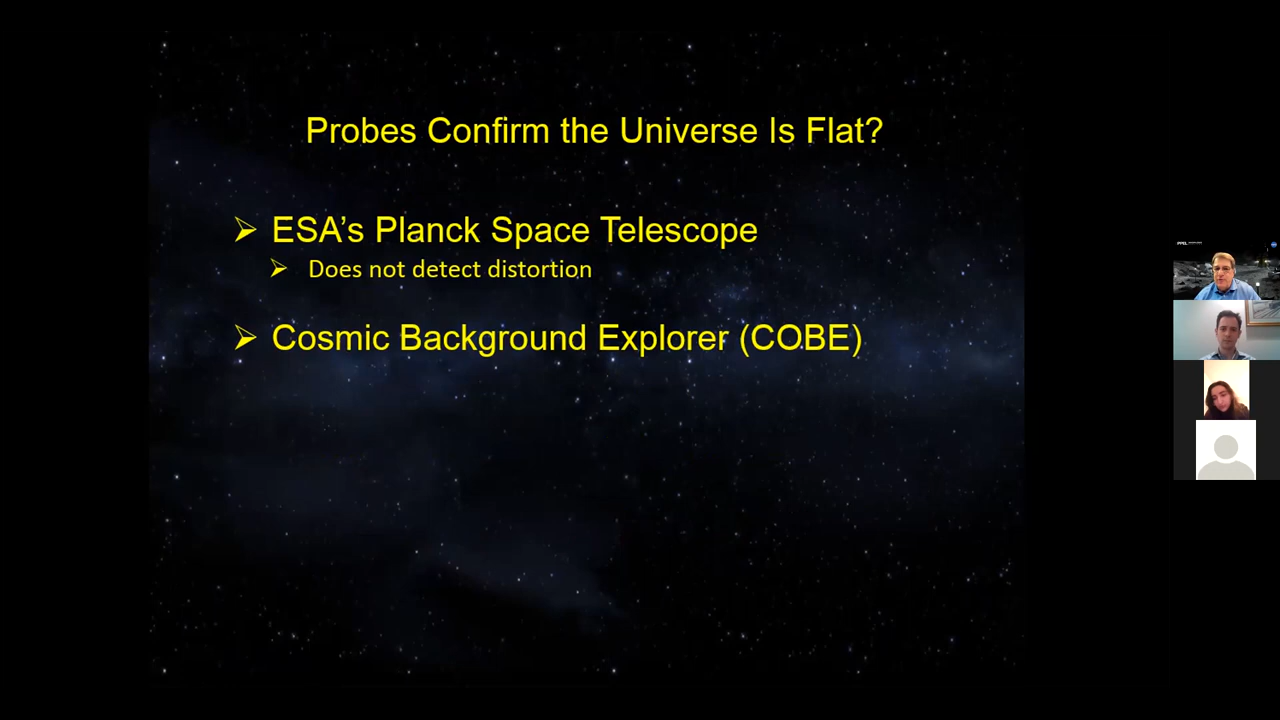 Probes Confirm the Universe Is Flat?
➢ ESA's Planck Space Telescope
➢ Does not detect distortion
➢ Cosmic Background Explorer (COBE)